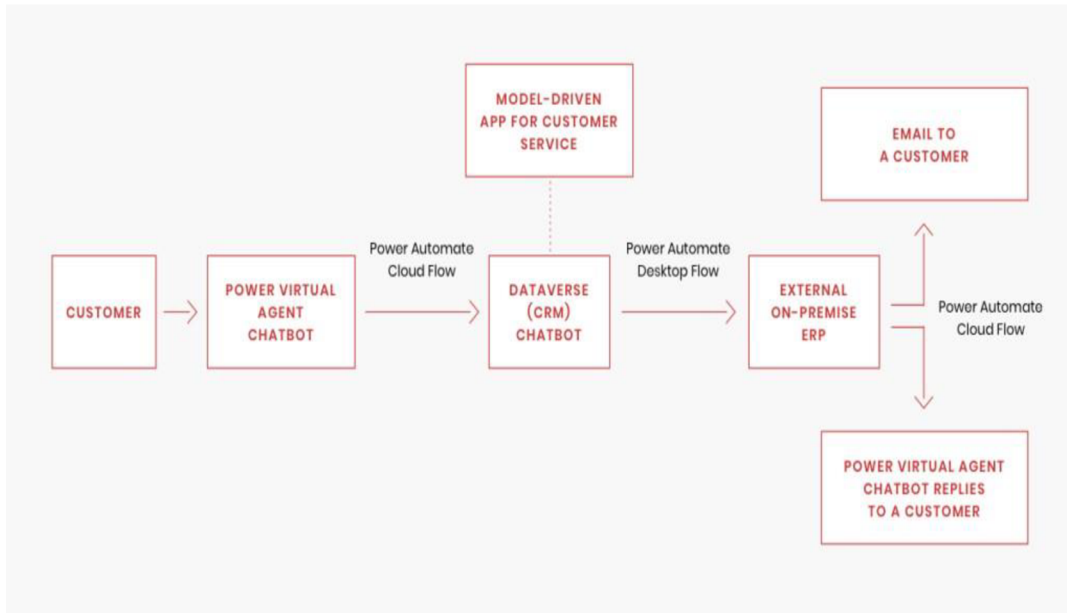 MODEL-DRIVEN
APP FOR CUSTOMER
SERVICE
EMAIL TO
A CUSTOMER
CUSTOMER
POWER VIRTUAL
AGENT
CHATBOT
Power Automate
Cloud Flow
DATAVERSE
(CRM)
CHATBOT
Power Automate
Desktop Flow
EXTERNAL
ON-PREMISE
ERP
Power Automate
Cloud Flow
POWER VIRTUAL AGENT
CHATBOT REPLIES
TO A CUSTOMER